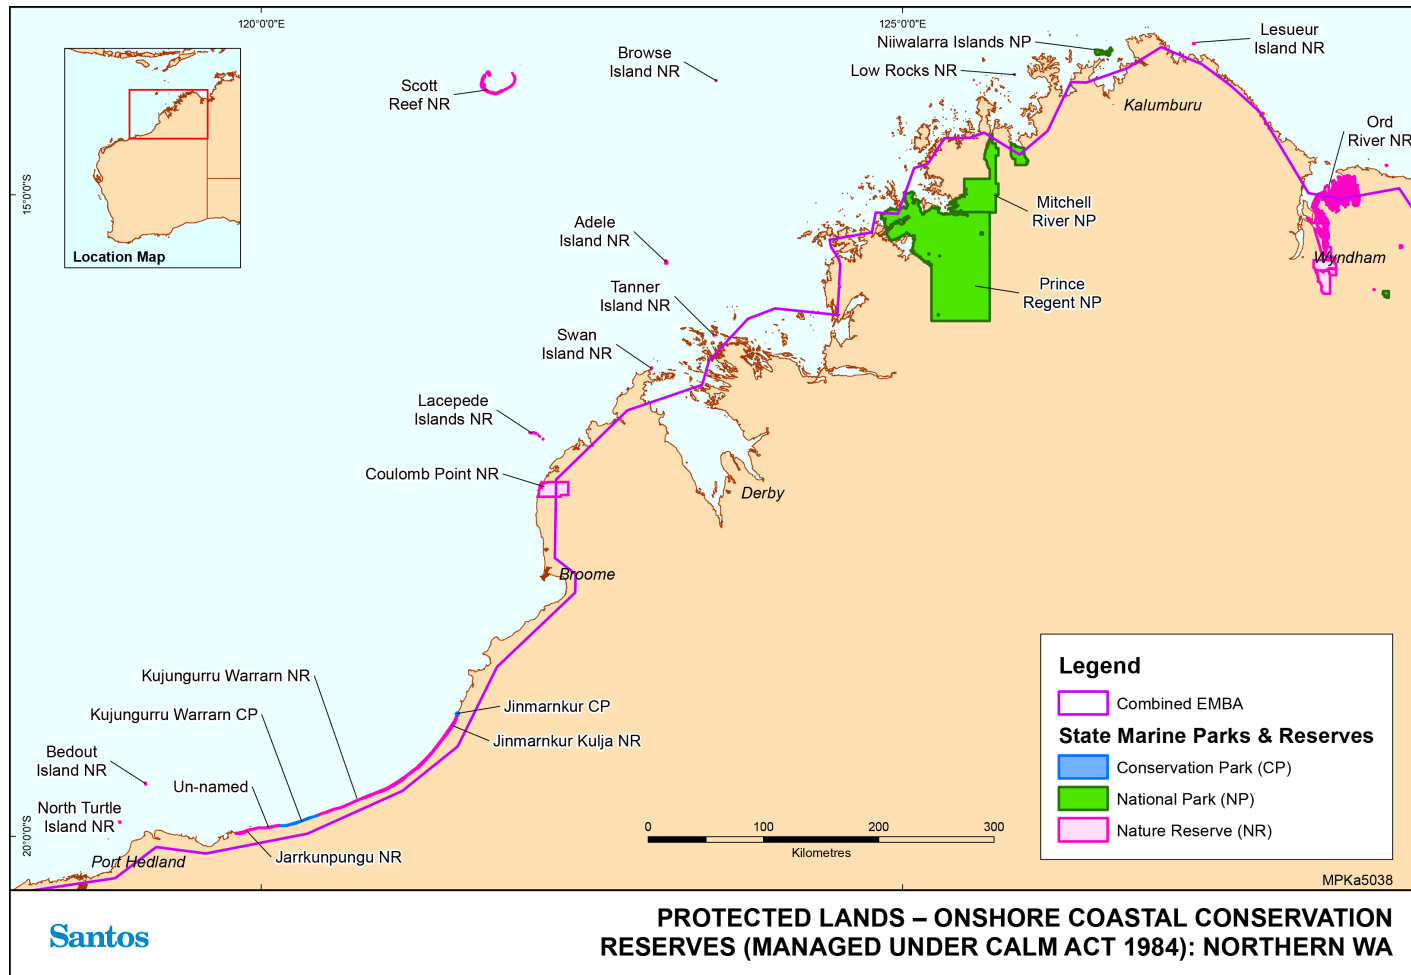 120°0'0"E
125°0'0"E
15°0'0"S
20°0'0"S
Location Map
Scott
Reef NR
Browse
Island NR
Niiwalarra Islands NP
Low Rocks NR
Lesueur
Island NR
Kalumburu
Ord
River NR
Mitchell
River NP
Wyndham
Prince
Regent NP
Adele
Island NR
Tanner
Island NR
Swan
Island NR
Lacepede
Islands NR
Coulomb Point NR
Derby
Broome
Kujungurru Warrarn NR
Kujungurru Warrarn CP
Jinmarnkur CP
Jinmarnkur Kulja NR
Bedout
Island NR
Un-named
North Turtle
Island NR
Jarrkunpungu NR
Port Hedland
0 100 200 300
Kilometres
Legend
Combined EMBA
State Marine Parks & Reserves
Conservation Park (CP)
National Park (NP)
Nature Reserve (NR)
MPKa5038
Santos
PROTECTED LANDS – ONSHORE COASTAL CONSERVATION
RESERVES (MANAGED UNDER CALM ACT 1984): NORTHERN WA